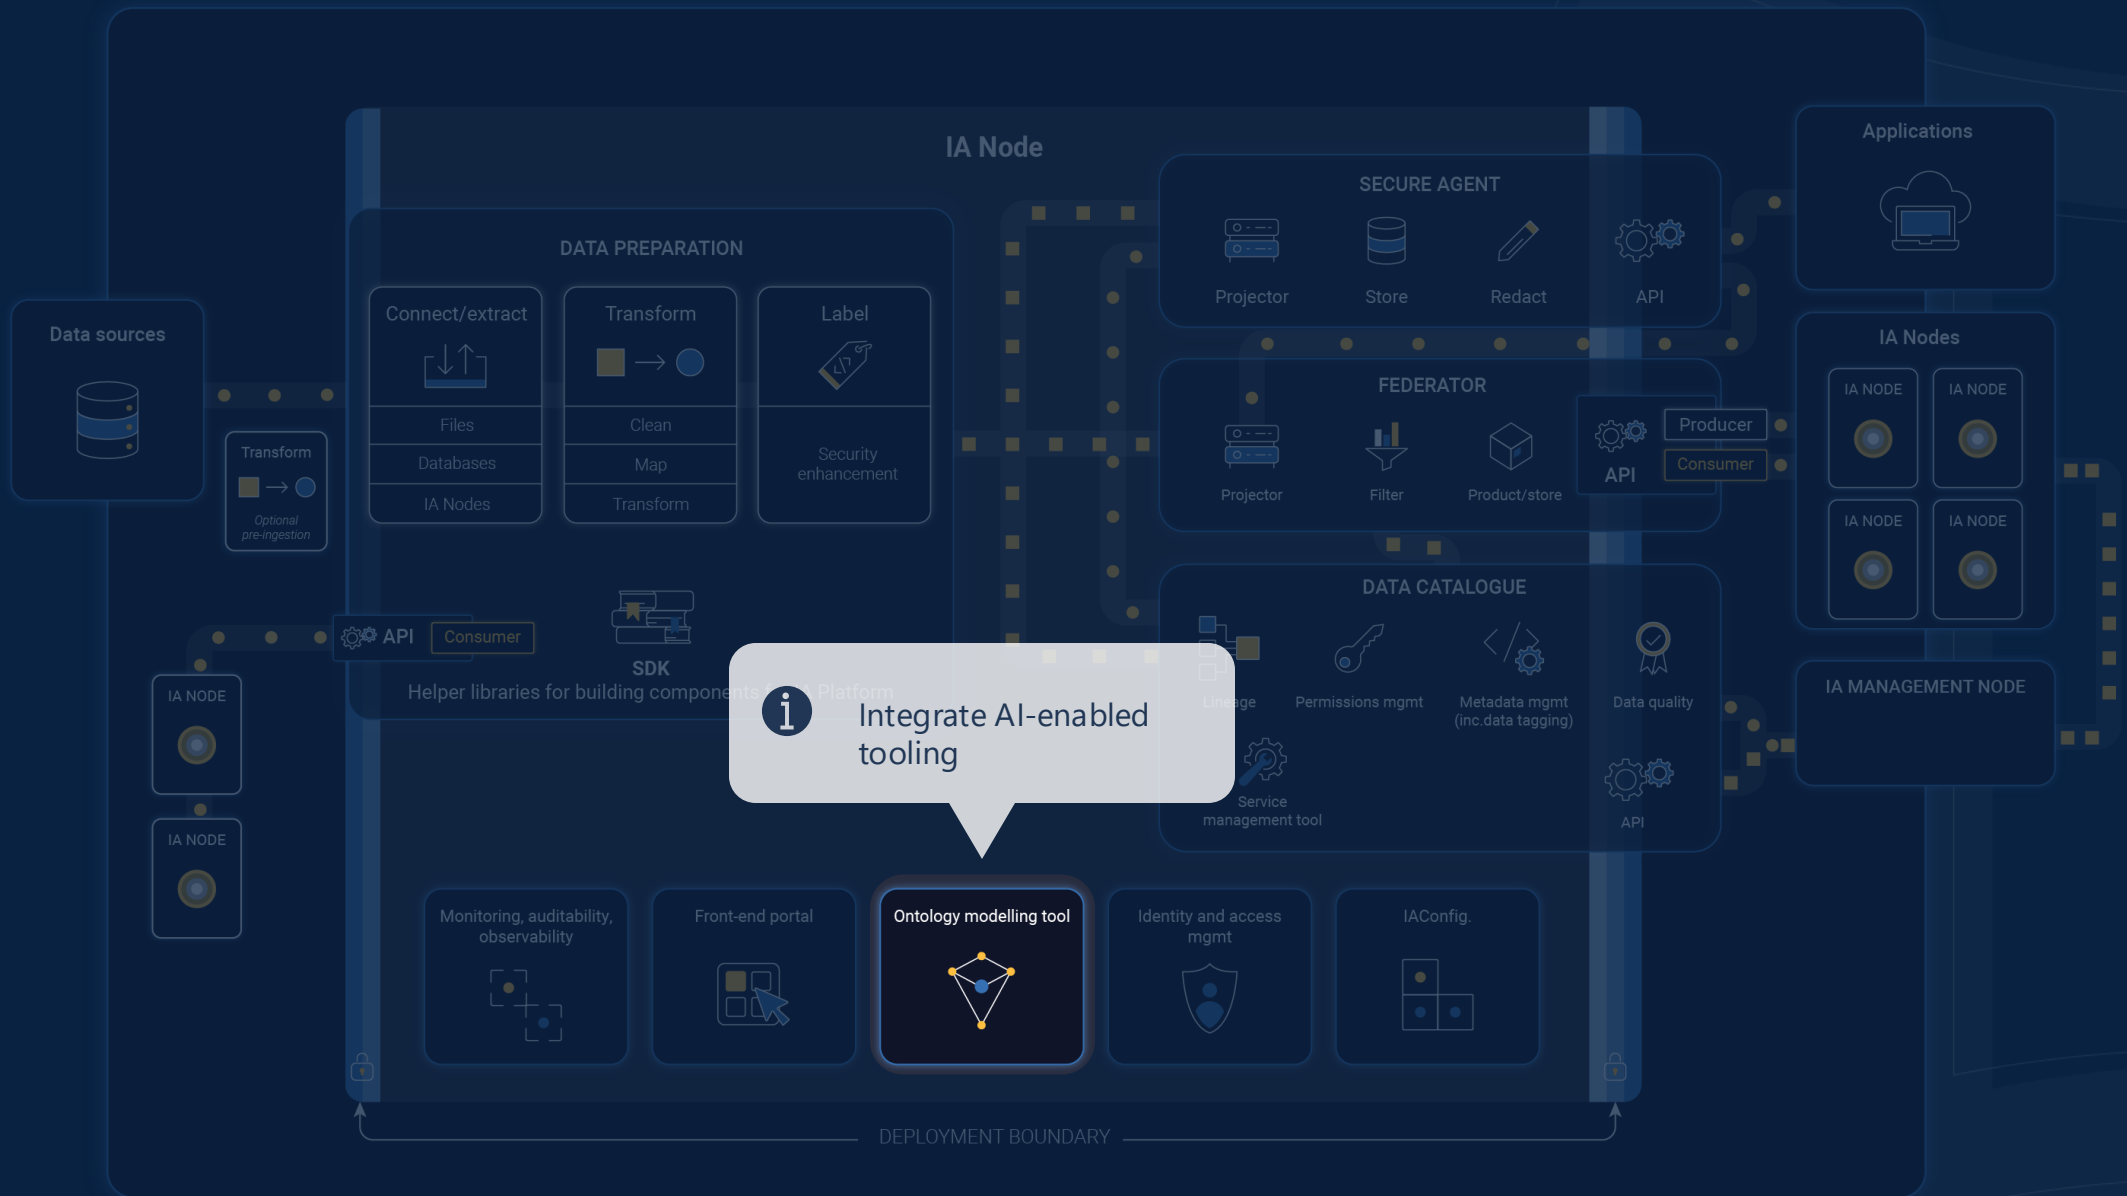 IA Node
Applications
SECURE AGENT
Projector
Store
Redact
API
DATA PREPARATION
Connect/extract
Files
Databases
IA Nodes
Transform
Clean
Map
Transform
Label
Security
enhancement
Data sources
Transform
Optional
pre-ingestion
IA Nodes
IA NODE
IA NODE
IA NODE
IA NODE
FEDERATOR
Projector
Filter
Product/store
API
Producer
Consumer
API
Consumer
SDK
Helper libraries for building components for IA Platform
DATA CATALOGUE
Lineage
Permissions mgmt
Metadata mgmt
(inc.data tagging)
Data quality
Service
management tool
API
IA MANAGEMENT NODE
IA NODE
IA NODE
Integrate AI-enabled
tooling
Monitoring, auditability,
observability
Front-end portal
Ontology modelling tool
Identity and access
mgmt
IAConfig.
DEPLOYMENT BOUNDARY